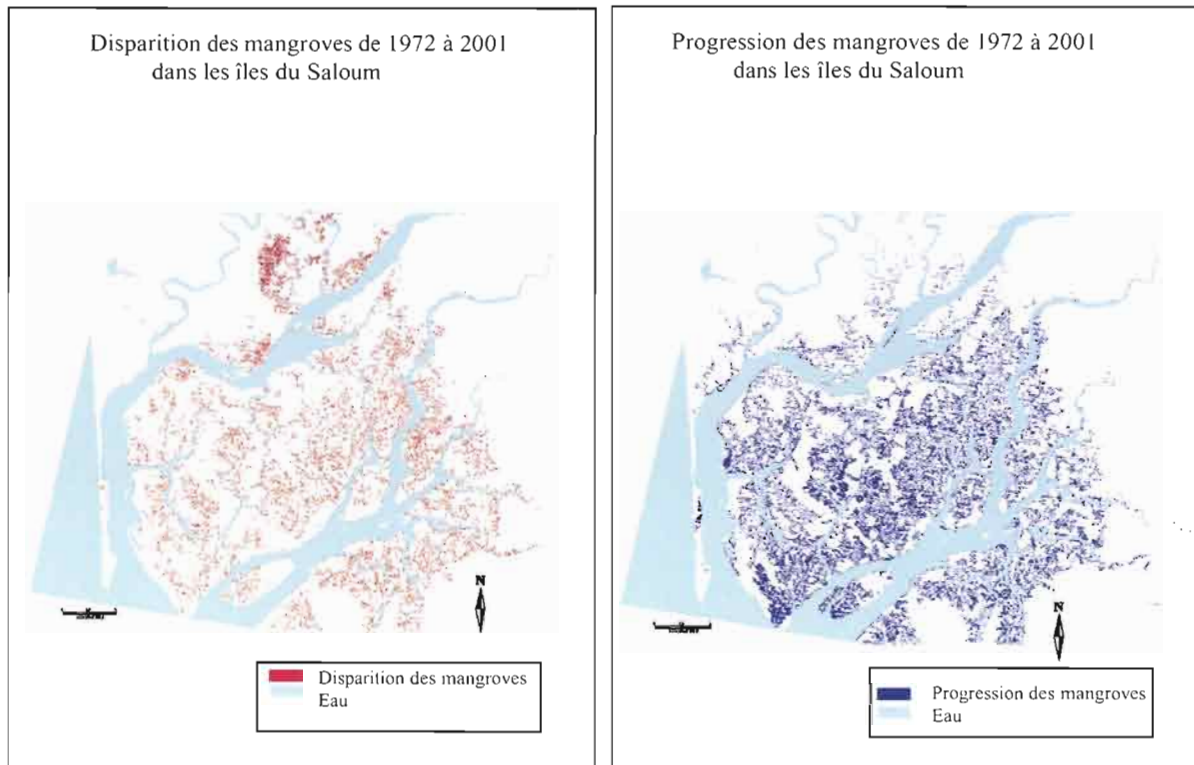 Disparition des mangroves de 1972 à 2001
dans les îles du Saloum
N
Disparition des mangroves
Eau
Progression des mangroves de 1972 à 2001
dans les îles du Saloum
N
Progression des mangroves
Eau